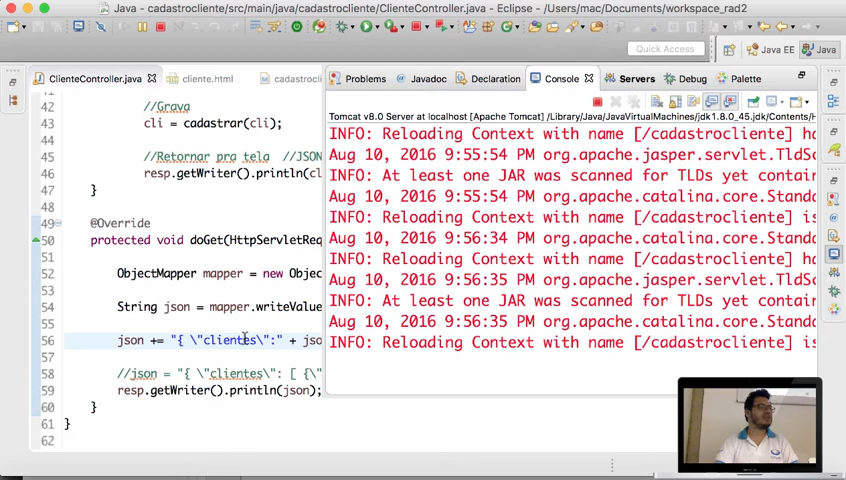 Java - cadastrocliente/src/main/java/cadastrocliente/ClienteController.java - Eclipse - /Users/mac/Documents/workspace_rad2
Quick Access
Java EE
Java
ClienteController.java
cliente.html
cadastrocl
Problems
Javadoc
Declaration
Console
Servers
Debug
Palette
Tomcat v8.0 Server at localhost [Apache Tomcat] /Library/Java/JavaVirtualMachines/jdk1.8.0_45.jdk/Contents/
41
42 //Grava
43 cli = cadastrar(cli);
44
45 //Retornar pra tela //JSON
46 resp.getWriter().println(cl
47 }
48
49 @Override
50 protected void doGet(HttpServletReq
51
52 ObjectMapper mapper = new Objec
53
54 String json = mapper.writeValue
55
56 json += "{ \"clientes\":" + jso
57
58 //json = "{ \"clientes\": [ {\"
59 resp.getWriter().println(json);
60 }
61 }
62
INFO: Reloading Context with name [/cadastrocliente] ha
Aug 10, 2016 9:55:54 PM org.apache.jasper.servlet.TldSc
INFO: At least one JAR was scanned for TLDs yet contain
Aug 10, 2016 9:55:54 PM org.apache.catalina.core.Standa
INFO: Reloading Context with name [/cadastrocliente] is
Aug 10, 2016 9:56:34 PM org.apache.catalina.core.Standa
INFO: Reloading Context with name [/cadastrocliente] ha
Aug 10, 2016 9:56:35 PM org.apache.jasper.servlet.TldSc
INFO: At least one JAR was scanned for TLDs yet contain
Aug 10, 2016 9:56:35 PM org.apache.catalina.core.Standa
INFO: Reloading Context with name [/cadastrocliente] is